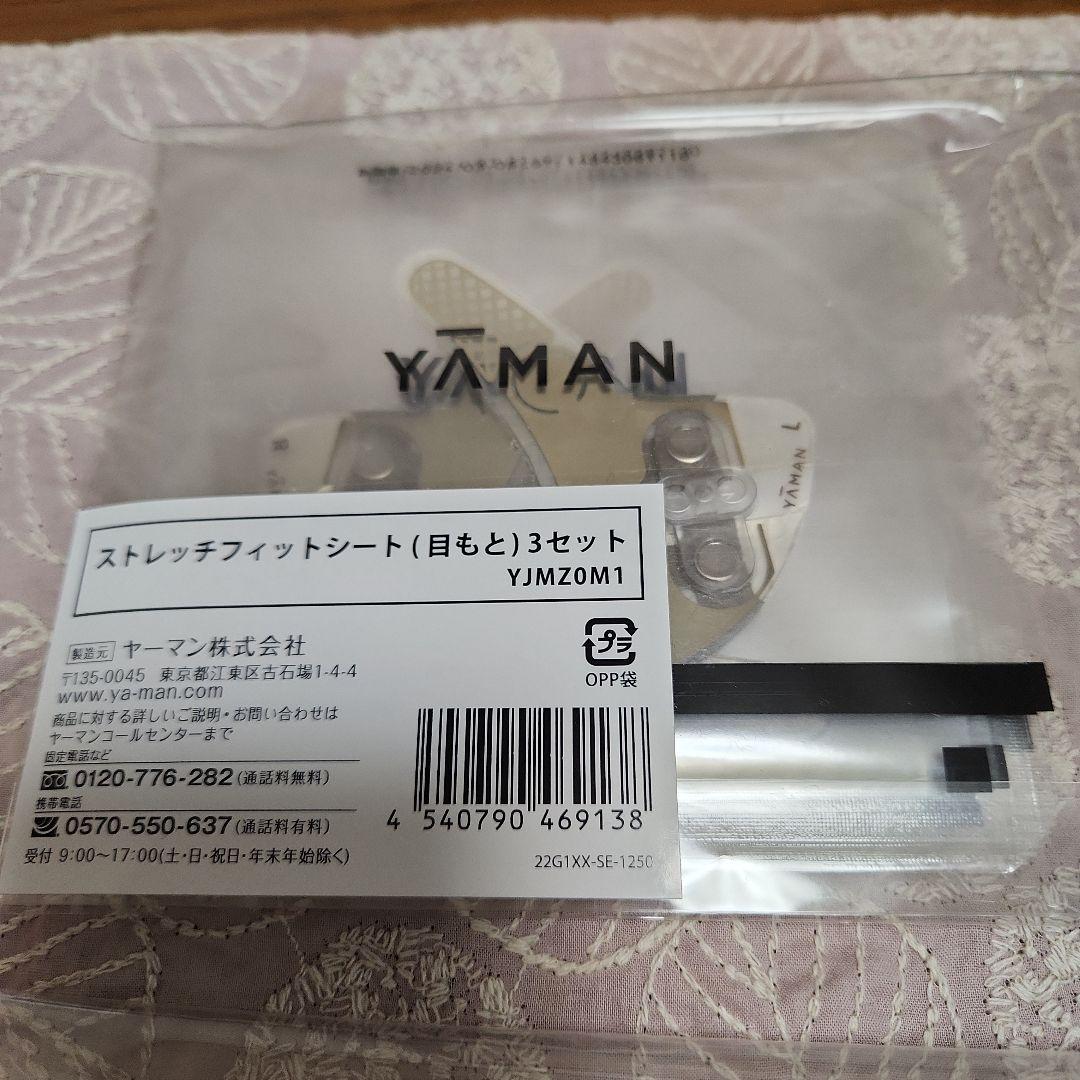 YAMAN
R
L
YAMAN
ストレッチフィットシート(目もと)3セット
YJMZ0M1
製造元 ヤーマン株式会社
〒135-0045 東京都江東区古石場1-4-4
www.ya-man.com
商品に対する詳しいご説明・お問い合わせは
ヤーマンコールセンターまで
固定電話など
0120-776-282(通話料無料)
携帯電話
0570-550-637(通話料有料)
受付 9:00〜17:00(土・日・祝日・年末年始除く)
プラ
OPP袋
4 540790 469138
22G1XX-SE-1250